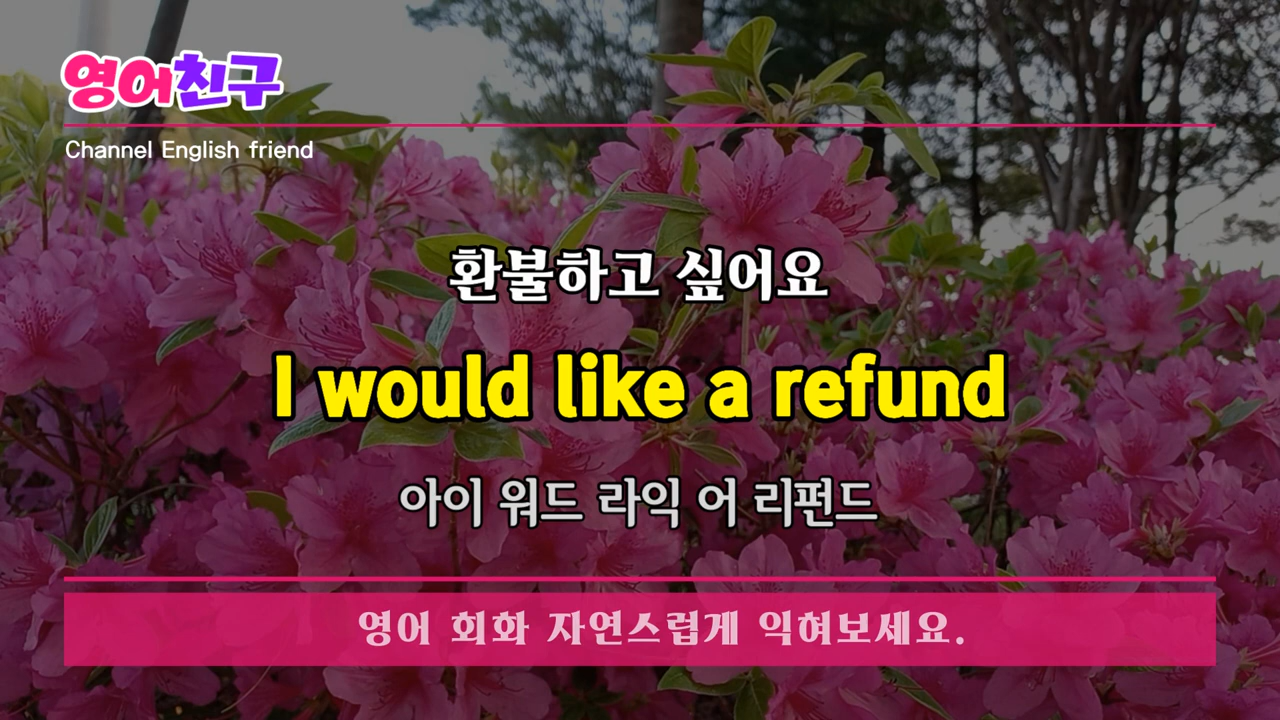 영어친구
Channel English friend
환불하고 싶어요
I would like a refund
아이 워드 라익 어 리펀드
영어 회화 자연스럽게 익혀보세요.